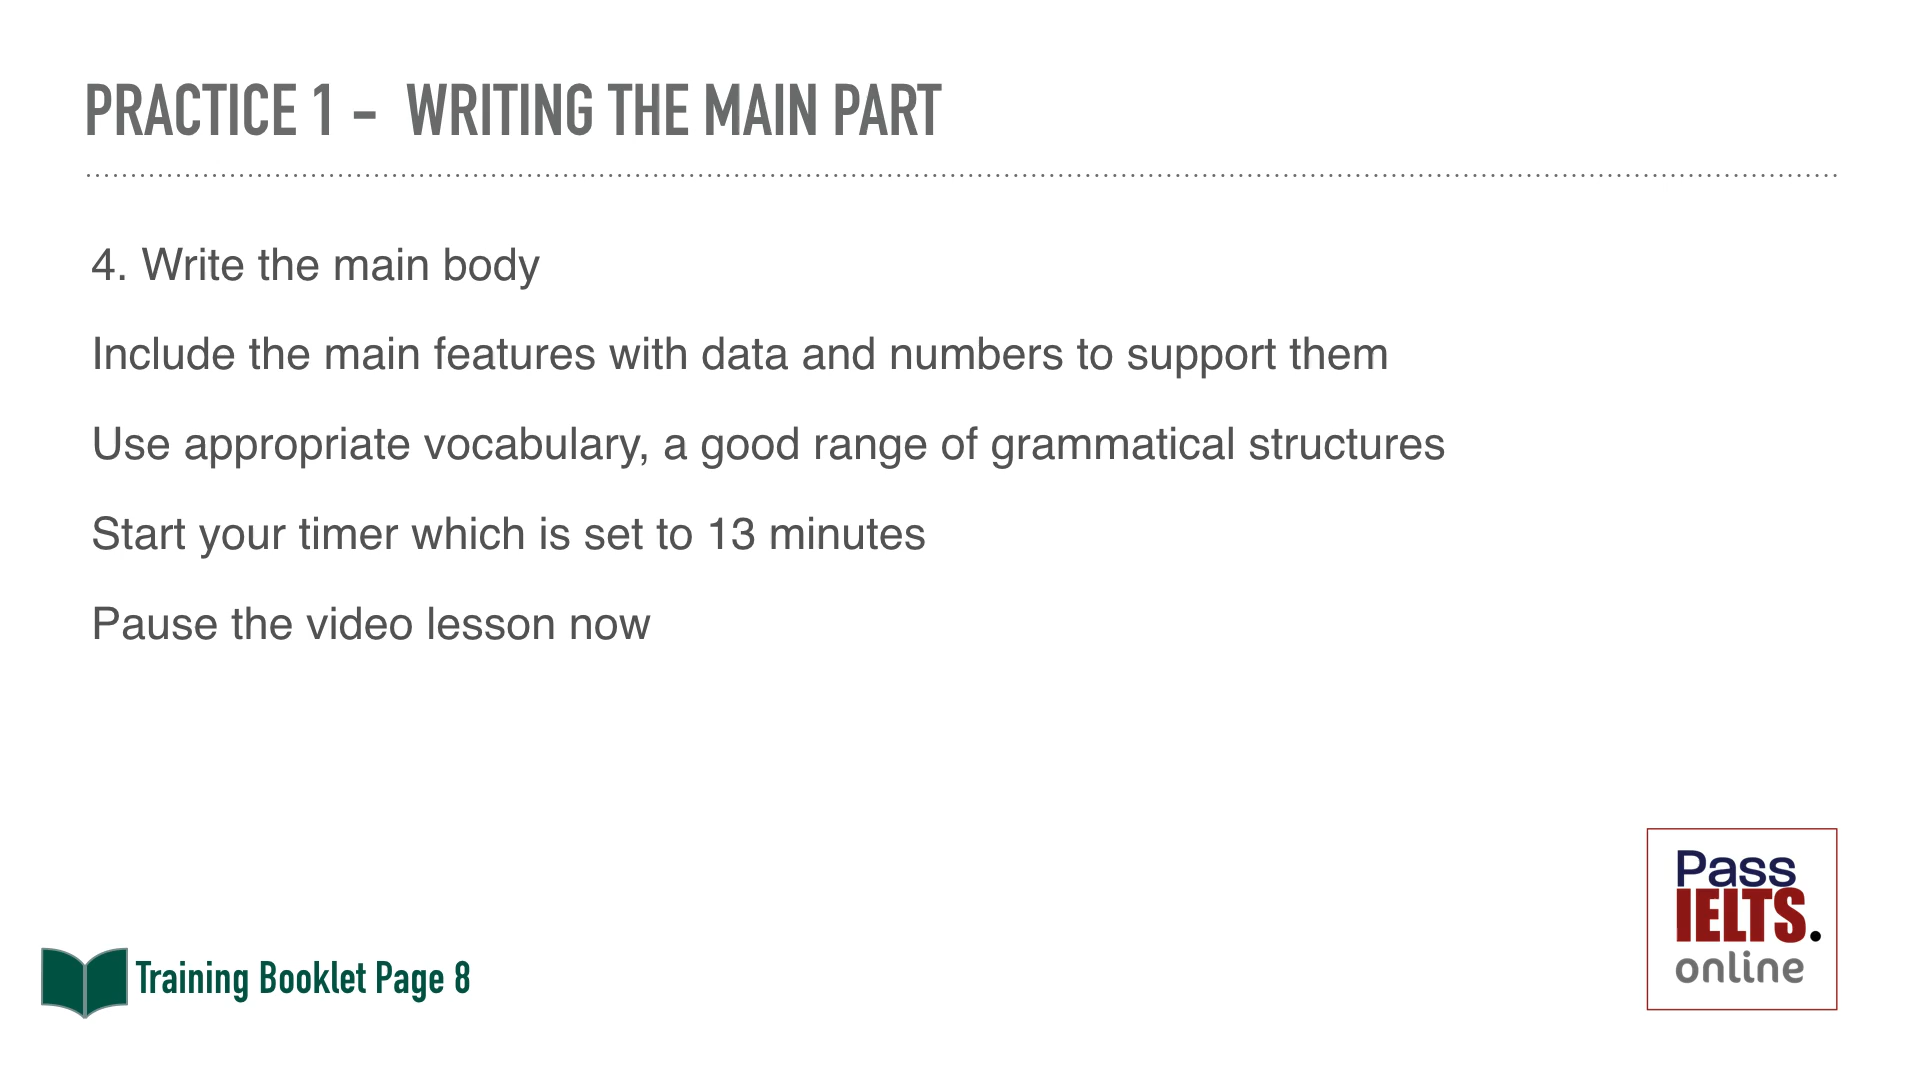 PRACTICE 1 - WRITING THE MAIN PART
4. Write the main body
Include the main features with data and numbers to support them
Use appropriate vocabulary, a good range of grammatical structures
Start your timer which is set to 13 minutes
Pause the video lesson now
Training Booklet Page 8
Pass
IELTS.
online